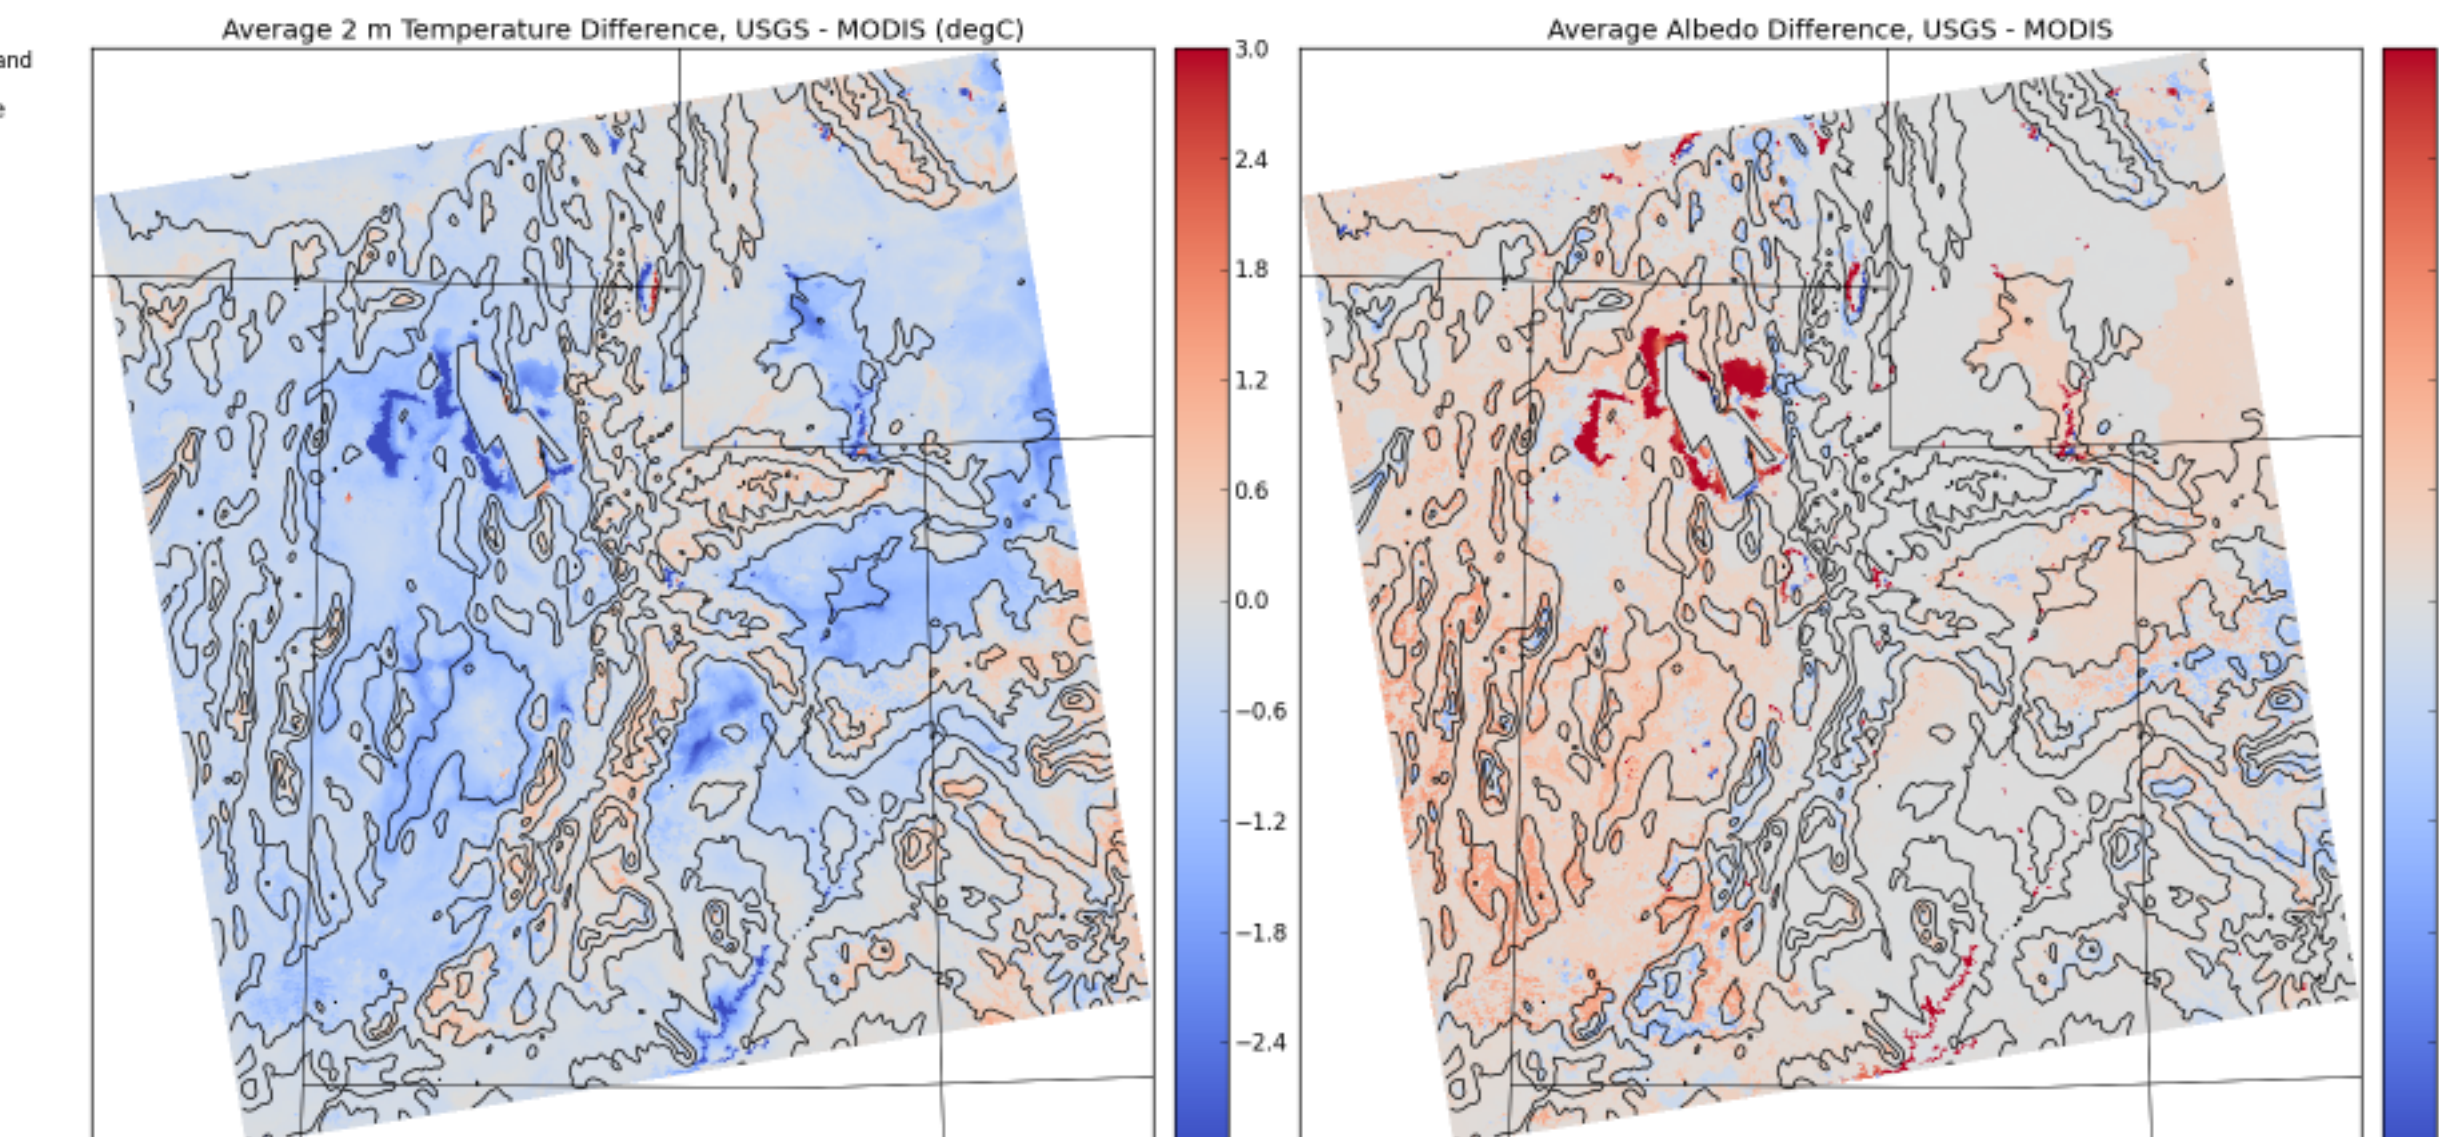 Average 2 m Temperature Difference, USGS - MODIS (degC)
Average Albedo Difference, USGS - MODIS
and
e
3.0
2.4
1.8
1.2
0.6
0.0
−0.6
−1.2
−1.8
−2.4